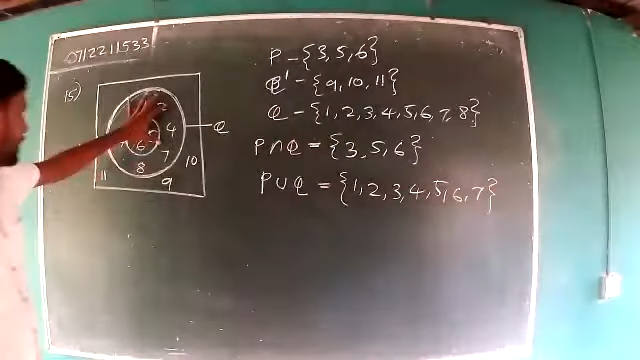 0712211533
15)
P - {3,5,6}
' - {9,10,11}
Q - {1,2,3,4,5,6,7,8}
P∩Q = {3,5,6}
P∪Q = {1,2,3,4,5,6,7}
2
4
Q
6
7
10
8
11
9